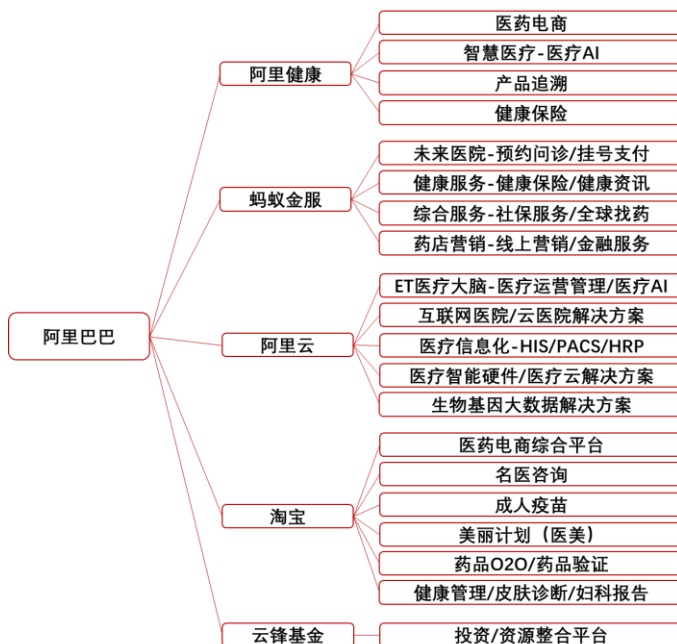 阿里巴巴
阿里健康
医药电商
智慧医疗-医疗AI
产品追溯
健康保险
蚂蚁金服
未来医院-预约问诊/挂号支付
健康服务-健康保险/健康资讯
综合服务-社保服务/全球找药
药店营销-线上营销/金融服务
阿里云
ET医疗大脑-医疗运营管理/医疗AI
互联网医院/云医院解决方案
医疗信息化-HIS/PACS/HRP
医疗智能硬件/医疗云解决方案
生物基因大数据解决方案
淘宝
医药电商综合平台
名医咨询
成人疫苗
美丽计划（医美）
药品O2O/药品验证
健康管理/皮肤诊断/妇科报告
云锋基金
投资/资源整合平台